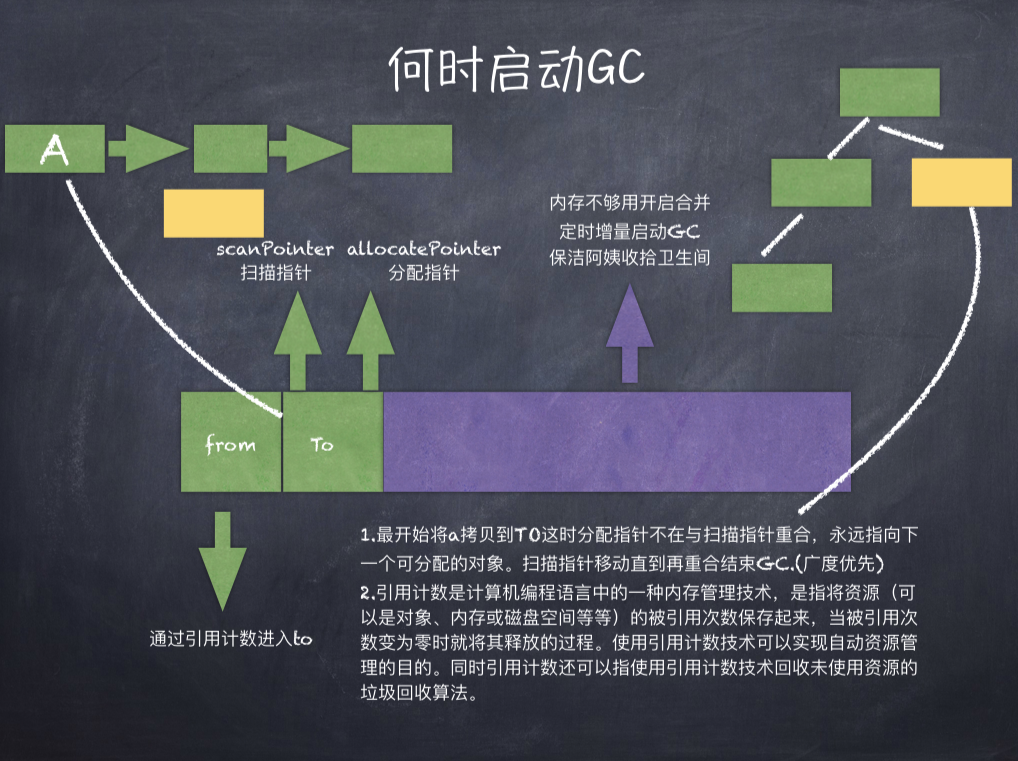 何时启动GC
A
内存不够用开启合并
定时增量启动GC
保洁阿姨收拾卫生间
scanPointer
扫描指针
allocatePointer
分配指针
from
To
通过引用计数进入to
1.最开始将a拷贝到TO这时分配指针不在与扫描指针重合，永远指向下
一个可分配的对象。扫描指针移动直到再重合结束GC.(广度优先)
2.引用计数是计算机编程语言中的一种内存管理技术，是指将资源（可
以是对象、内存或磁盘空间等等）的被引用次数保存起来，当被引用次
数变为零时就将其释放的过程。使用引用计数技术可以实现自动资源管
理的目的。同时引用计数还可以指使用引用计数技术回收未使用资源的
垃圾回收算法。